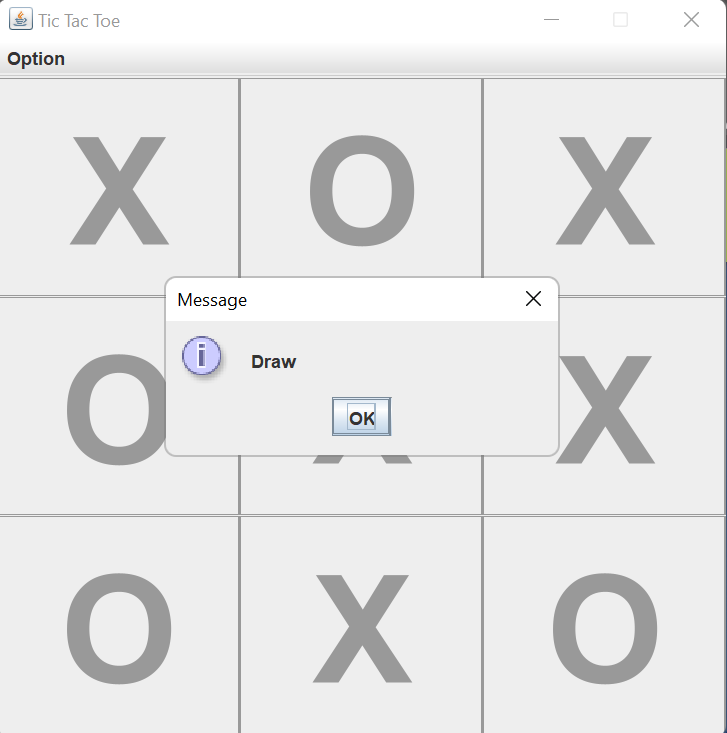 Tic Tac Toe
Option
X O X
Message
Draw
OK
O X X
O X O